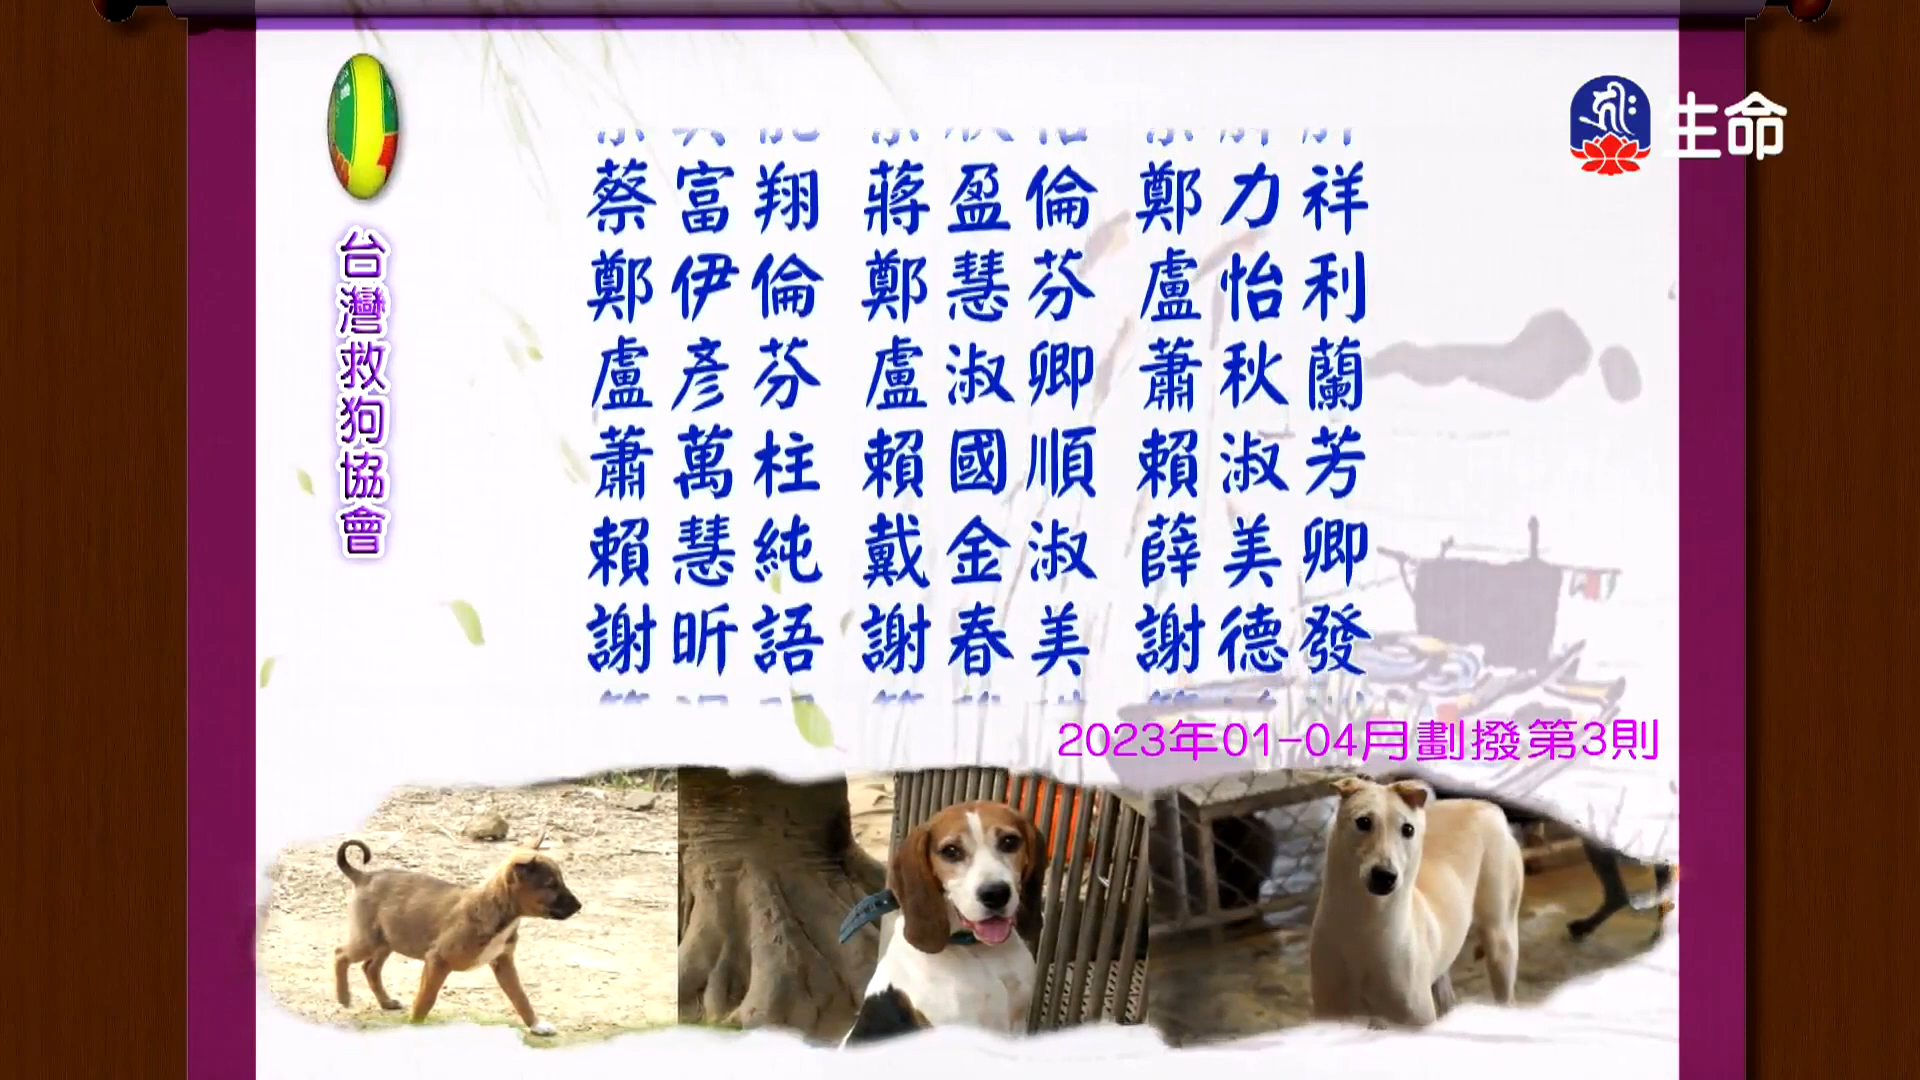 生命
台灣救狗協會
蔡富翔 蔣盈倫 鄭力祥
鄭伊倫 鄭慧芬 盧怡利
盧彥芬 盧淑卿 蕭秋蘭
蕭萬柱 賴國順 賴淑芳
賴慧純 戴金淑 薛美卿
謝昕語 謝春美 謝德發
2023年01-04月劃撥第3則